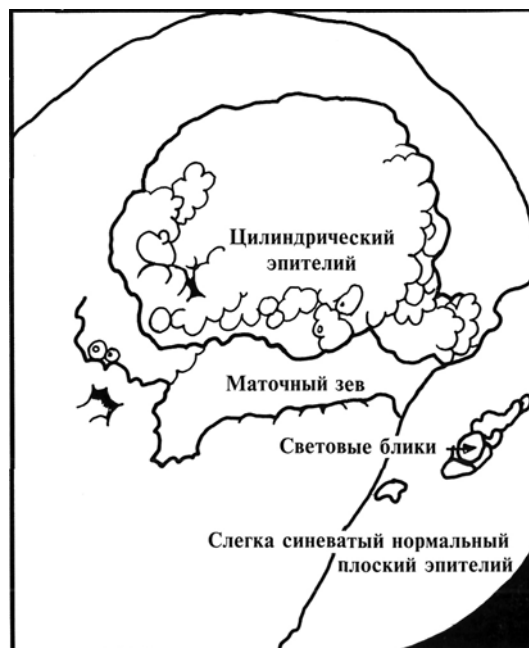 Цилиндрический
эпителий
Маточный зев
Световые блики
Слегка синеватый нормальный
плоский эпителий